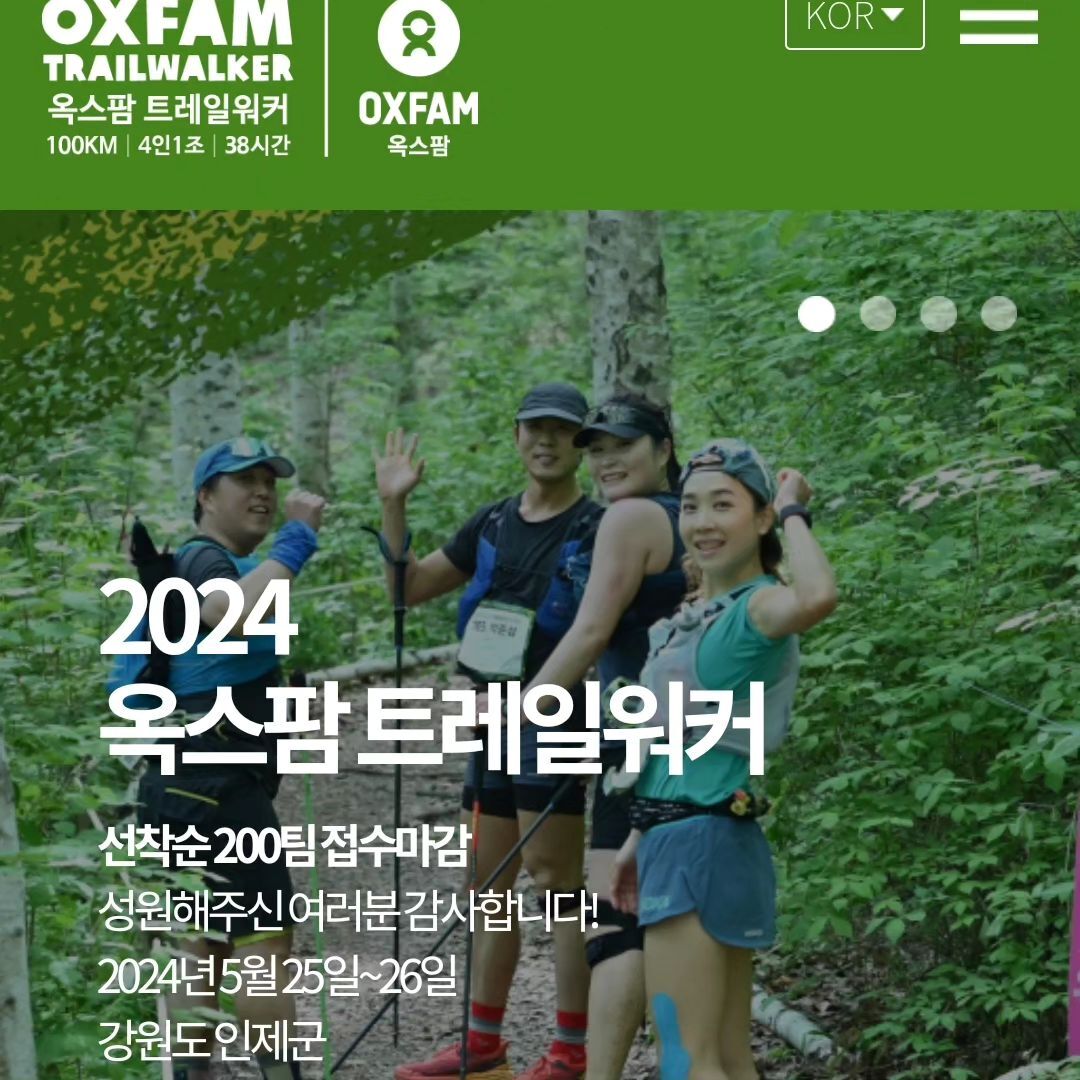 OXFAM
TRAILWALKER
옥스팜 트레일워커
100KM | 4인1조 | 38시간
OXFAM
옥스팜
KOR
2024
옥스팜 트레일워커
선착순 200팀 접수마감
성원해주신 여러분 감사합니다!
2024년 5월 25일~26일
강원도 인제군